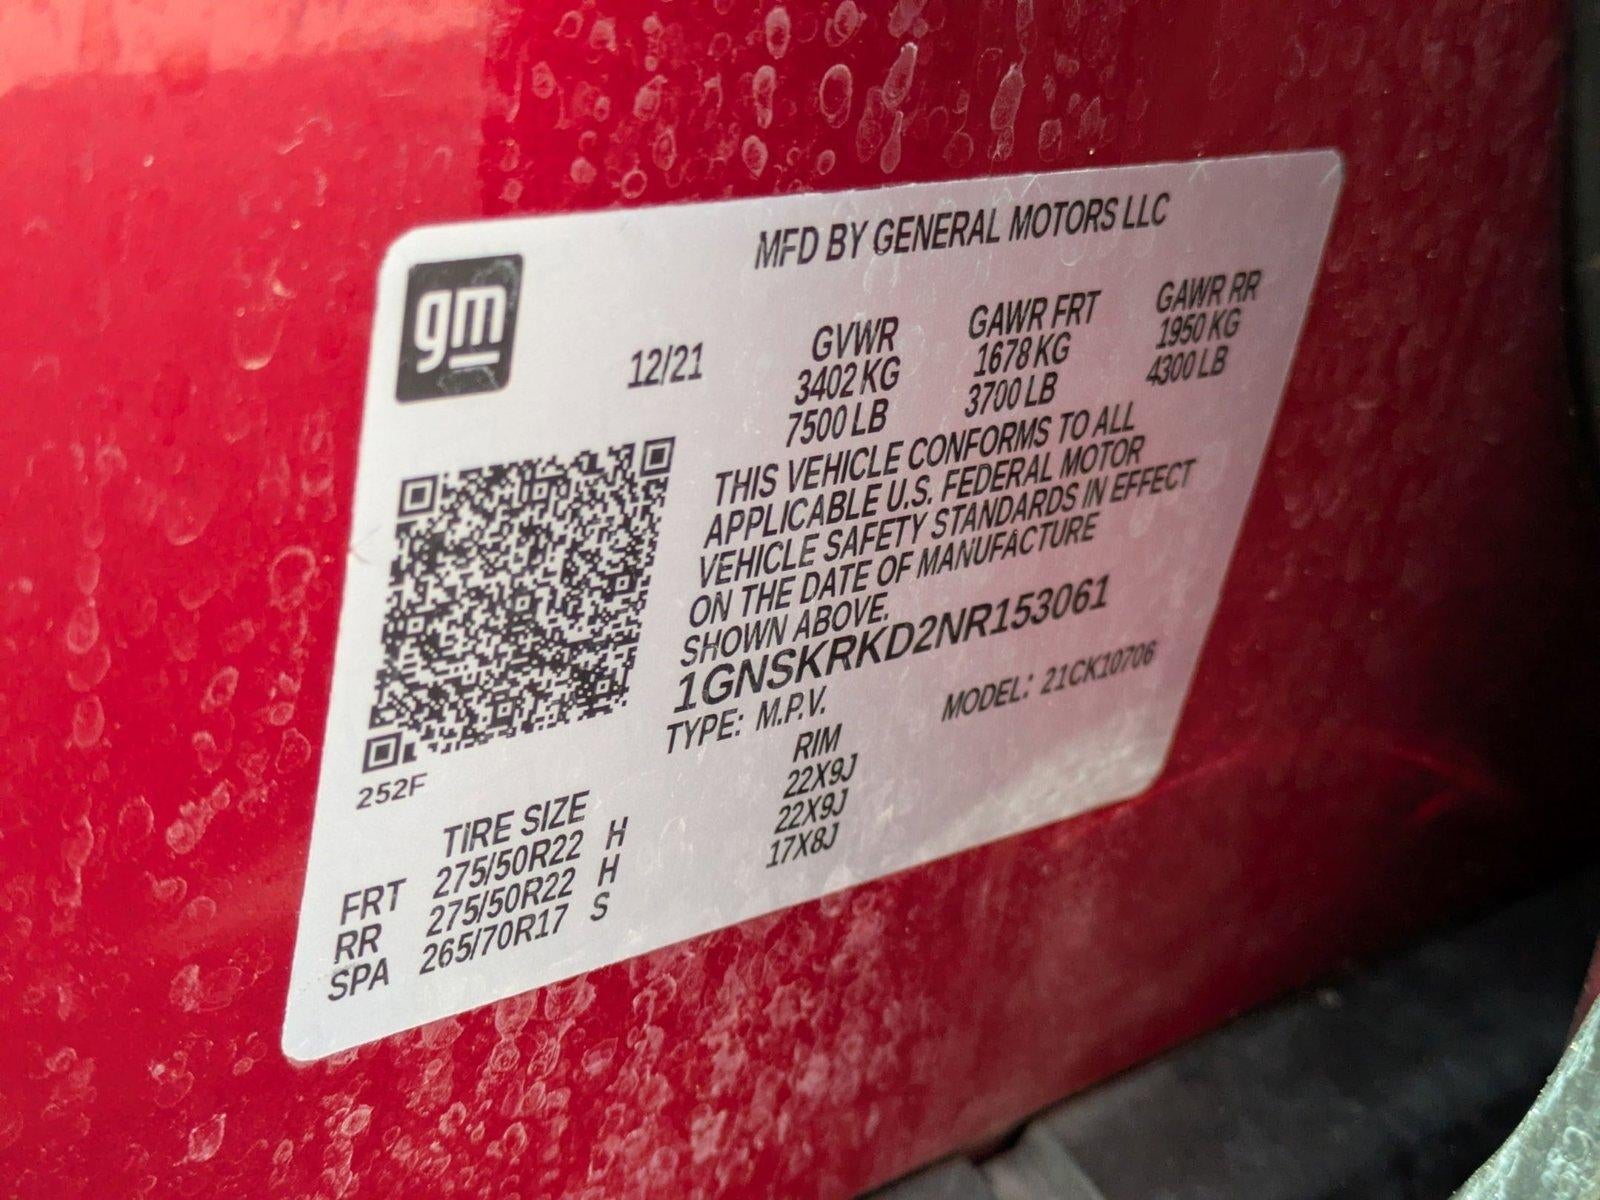 gm
MFD BY GENERAL MOTORS LLC
12/21
GVWR
3402 KG
7500 LB
GAWR FRT
1678 KG
3700 LB
GAWR RR
1950 KG
4300 LB
THIS VEHICLE CONFORMS TO ALL
APPLICABLE U.S. FEDERAL MOTOR
VEHICLE SAFETY STANDARDS IN EFFECT
ON THE DATE OF MANUFACTURE
SHOWN ABOVE.
1GNSKRKD2NR153061
TYPE: M.P.V.
MODEL: 21CK10706
252F
TIRE SIZE RIM
FRT 275/50R22 H 22X9J
RR 275/50R22 H 22X9J
SPA 265/70R17 S 17X8J